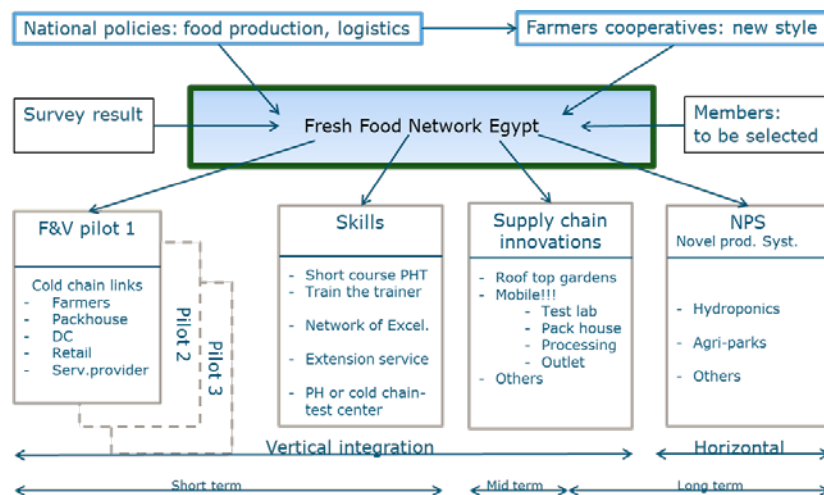 National policies: food production, logistics
Farmers cooperatives: new style
Survey result
Fresh Food Network Egypt
Members:
to be selected
F&V pilot 1
Cold chain links
- Farmers
- Packhouse
- DC
- Retail
- Serv.provider
Pilot 2
Pilot 3
Skills
- Short course PHT
- Train the trainer
- Network of Excel.
- Extension service
- PH or cold chain-
test center
Supply chain
innovations
- Roof top gardens
- Mobile!!!
- Test lab
- Pack house
- Processing
- Outlet
- Others
NPS
Novel prod. Syst.
- Hydroponics
- Agri-parks
- Others
Vertical integration
Horizontal
Short term
Mid term
Long term